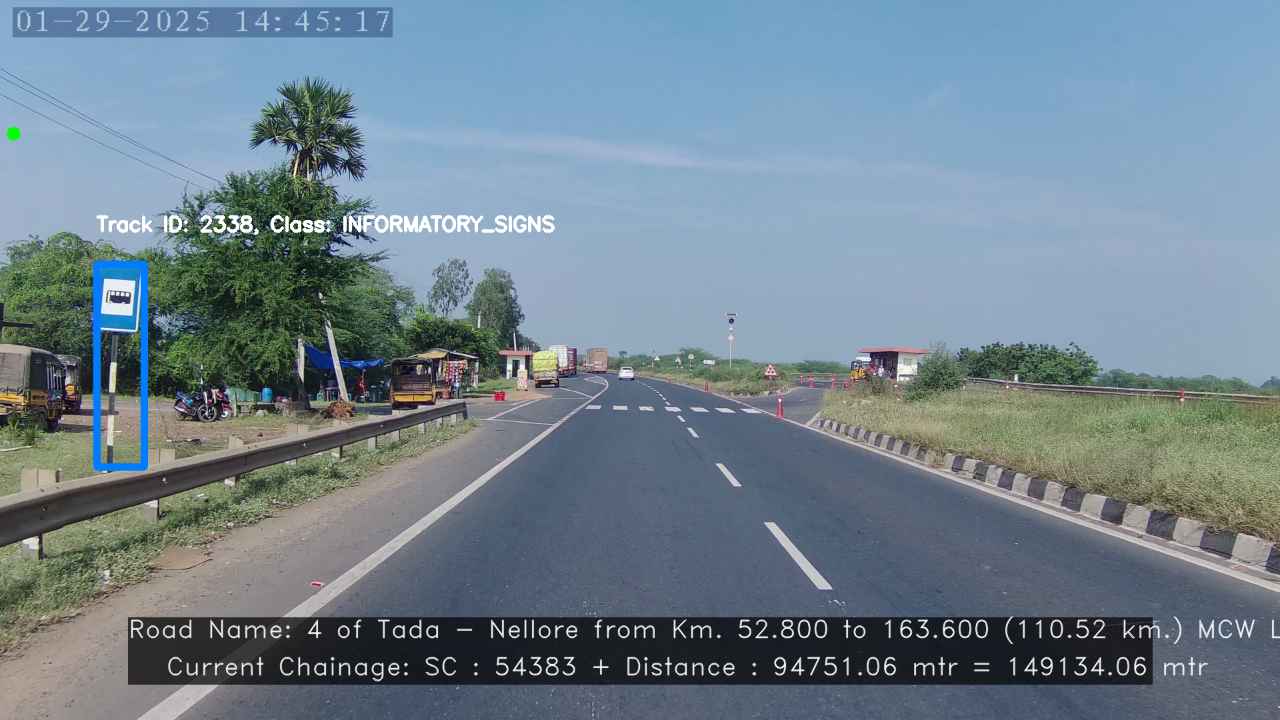 01-29-2025 14:45:17
Track ID: 2338, Class: INFORMATORY_SIGNS
Road Name: 4 of Tada - Nellore from Km. 52.800 to 163.600 (110.52 km.) MCW L
Current Chainage: SC : 54383 + Distance : 94751.06 mtr = 149134.06 mtr